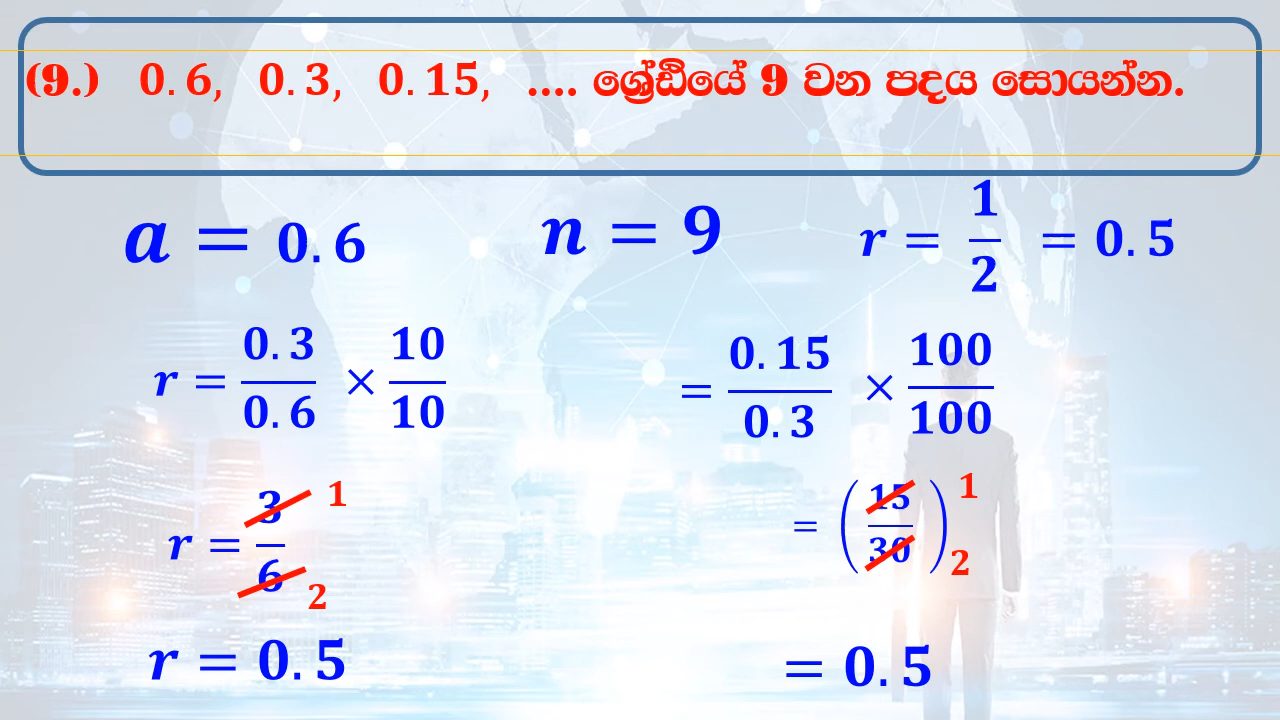 (9.) 0.6, 0.3, 0.15, .... ශ්‍රේඪියේ 9 වන පදය සොයන්න.
a = 0.6 n = 9 r = 1/2 = 0.5
r = 0.3/0.6 × 10/10 = 0.15/0.3 × 100/100
r = 3/6 1 2 = (15/30) 1 2
r = 0.5 = 0.5